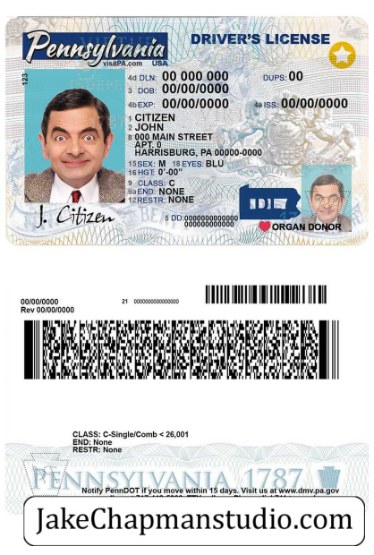 Pennsylvania
visitPA.com USA
DRIVER'S LICENSE
123
4d DLN: 00 000 000 DUPS: 00
3 DOB: 00/00/0000
4b EXP: 00/00/0000 4a ISS: 00/00/0000
1 CITIZEN
2 JOHN
8 000 MAIN STREET
APT. 0
HARRISBURG, PA 00000-0000
15 SEX: M 18 EYES: BLU
16 HGT: 0'-00"
9 CLASS: C
9a END: NONE
12 RESTR: NONE
J. Citizen
5 DD: 0000000000000
ORGAN DONOR
00/00/0000
Rev 00/00/0000
CLASS: C-Single/Comb < 26,001
END: None
RESTR: None
PENNSYLVANIA 1787
Notify PennDOT if you move within 15 days. Visit us at www.dmv.pa.gov
JakeChapmanstudio.com